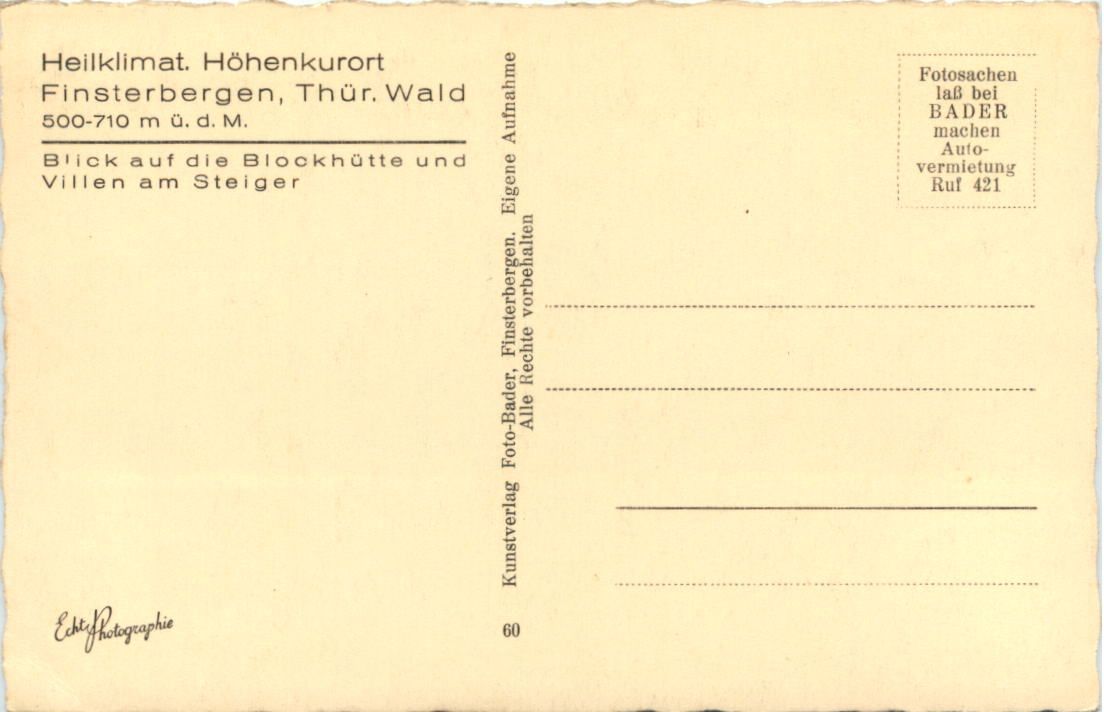 Heilklimat. Höhenkurort
Finsterbergen, Thür. Wald
500-710 m ü. d. M.
Blick auf die Blockhütte und
Villen am Steiger
Echte Photographie
Kunstverlag Foto-Bader, Finsterbergen. Eigene Aufnahme
Alle Rechte vorbehalten
60
Fotosachen
laß bei
BADER
machen
Auto-
vermietung
Ruf 421